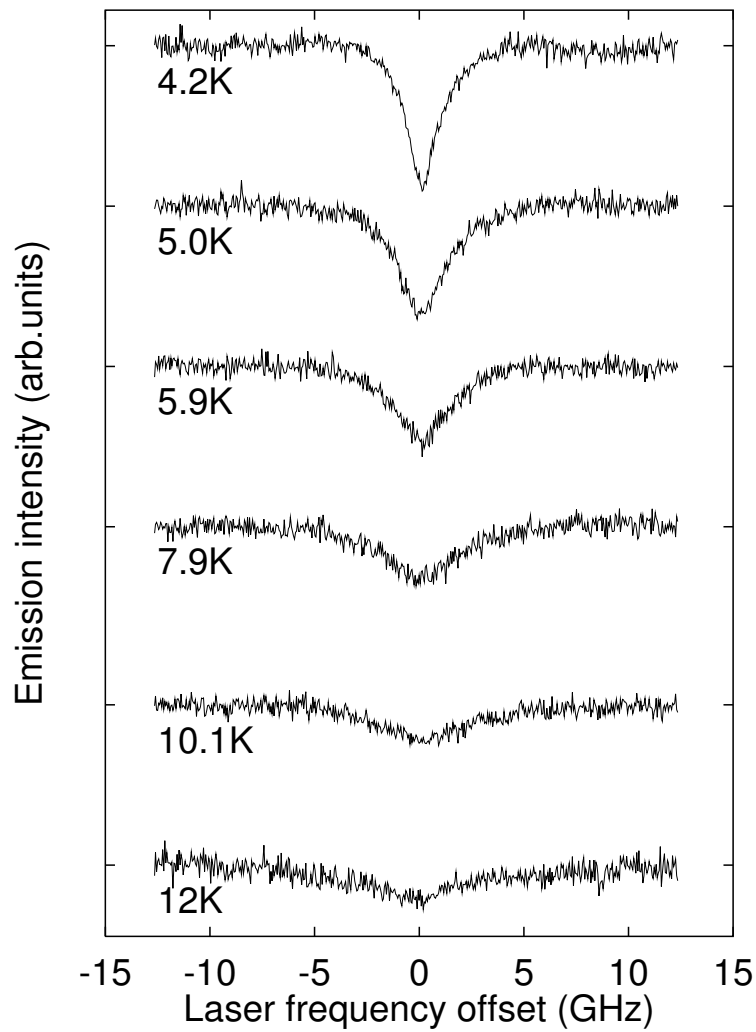 4.2K
5.0K
5.9K
7.9K
10.1K
12K
Emission intensity (arb.units)
-15 -10 -5 0 5 10 15
Laser frequency offset (GHz)